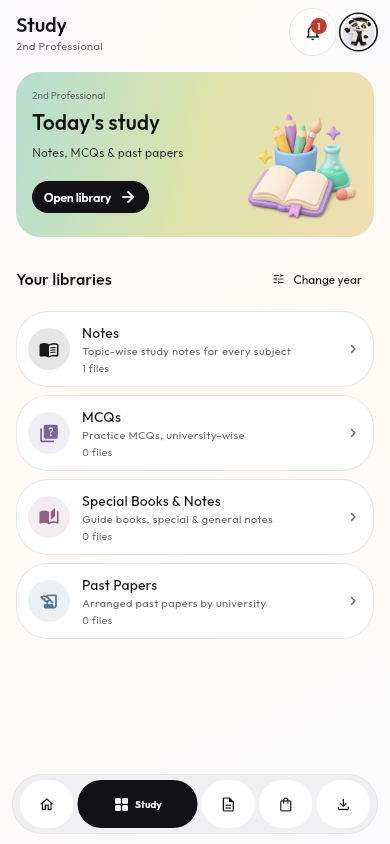 Study
2nd Professional
1
2nd Professional
Today's study
Notes, MCQs & past papers
Open library
Your libraries
Change year
Notes
Topic-wise study notes for every subject
1 files
MCQs
Practice MCQs, university-wise
0 files
Special Books & Notes
Guide books, special & general notes
0 files
Past Papers
Arranged past papers by university
0 files
Study